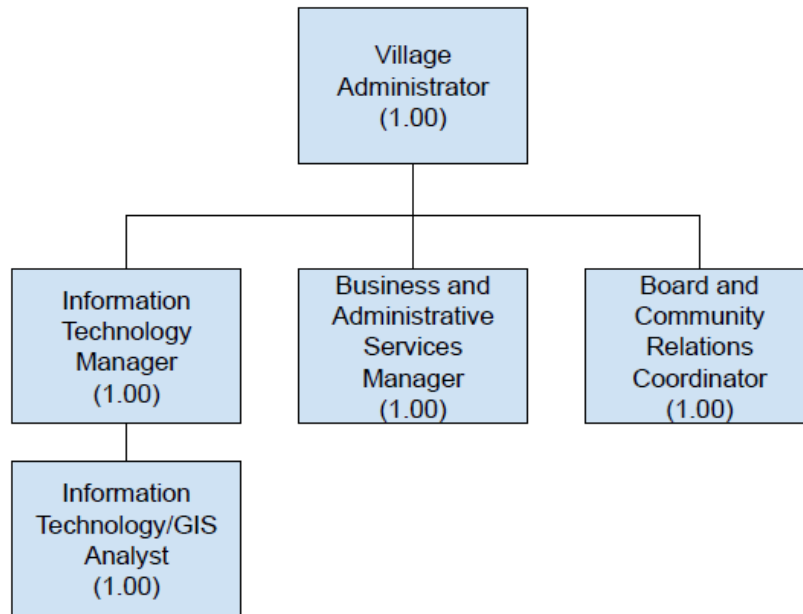 Village
Administrator
(1.00)
Information
Technology
Manager
(1.00)
Business and
Administrative
Services
Manager
(1.00)
Board and
Community
Relations
Coordinator
(1.00)
Information
Technology/GIS
Analyst
(1.00)